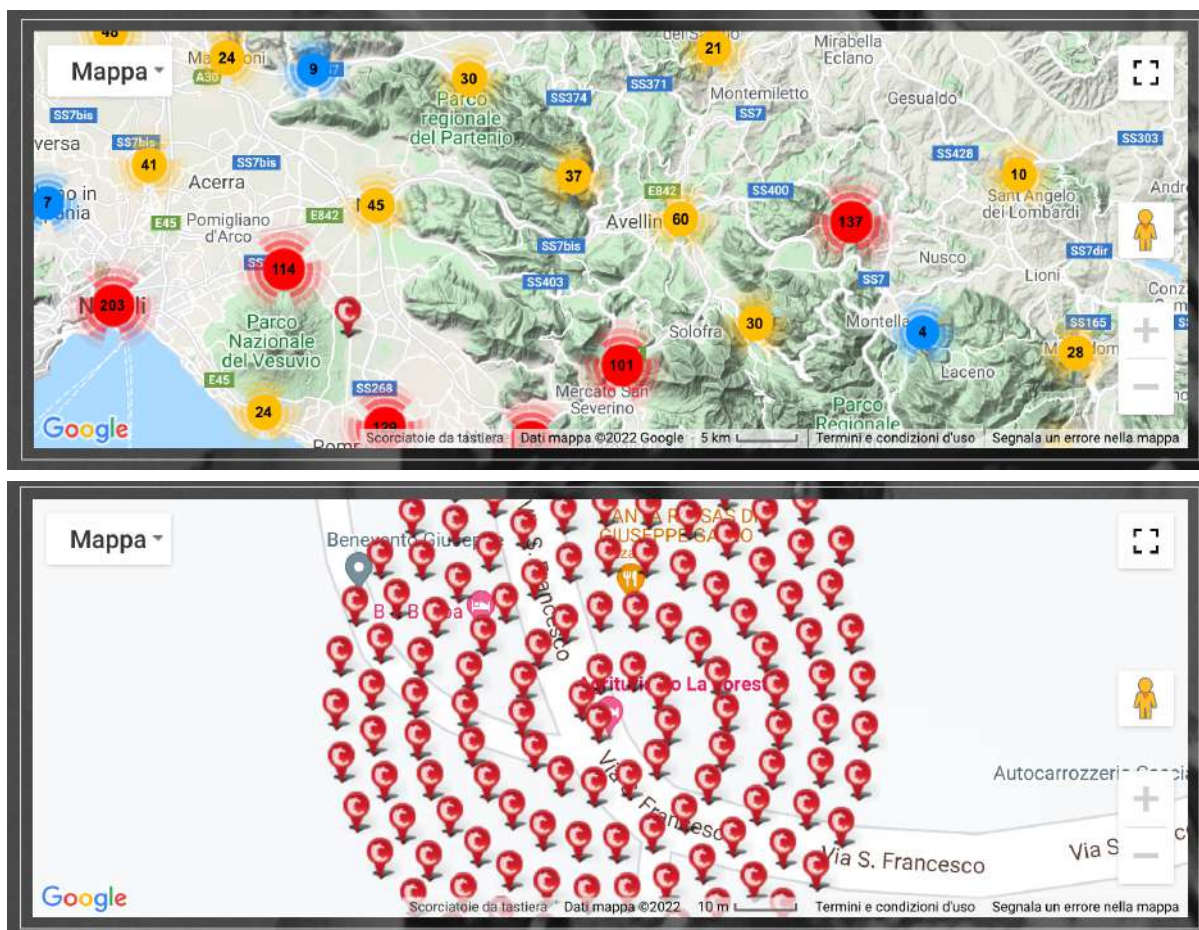 48
Mappa
24
9
A30
21
Mirabella
Eclano
30
Parco
regionale
del Partenio
SS374
SS371
Montemiletto
SS7
Gesualdo
SS7bis
SS303
SS7bis
41
SS7bis
SS428
10
Sant'Angelo
dei Lombardi
Acerra
37
E842
SS400
7
Pomigliano
d'Arco
E45
E842
45
60
137
SS7bis
Nusco
SS7dir
114
SS403
SS7
Lioni
203
Parco
Nazionale
del Vesuvio
Solofra
30
Montella
4
SS165
28
E45
101
Laceno
24
SS268
Mercato San
Severino
Parco
Regionale
139
Google
Scorciatoie da tastiera
Dati mappa ©2022 Google
5 km
Termini e condizioni d'uso
Segnala un errore nella mappa
Mappa
Via S. Francesco
Via S. Francesco
Via S. Francesco
Google
Scorciatoie da tastiera
Dati mappa ©2022
10 m
Termini e condizioni d'uso
Segnala un errore nella mappa